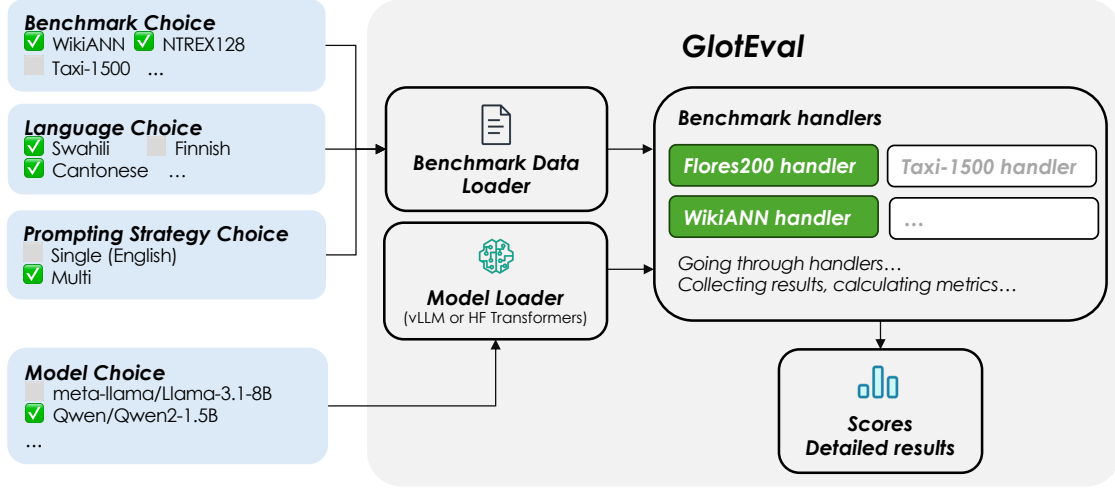 Benchmark Choice
WikiANN NTREX128
Taxi-1500 ...
Language Choice
Swahili Finnish
Cantonese ...
Prompting Strategy Choice
Single (English)
Multi
Model Choice
meta-llama/Llama-3.1-8B
Qwen/Qwen2-1.5B
...
GlotEval
Benchmark Data
Loader
Model Loader
(vLLM or HF Transformers)
Benchmark handlers
Flores200 handler Taxi-1500 handler
WikiANN handler ...
Going through handlers...
Collecting results, calculating metrics...
Scores
Detailed results